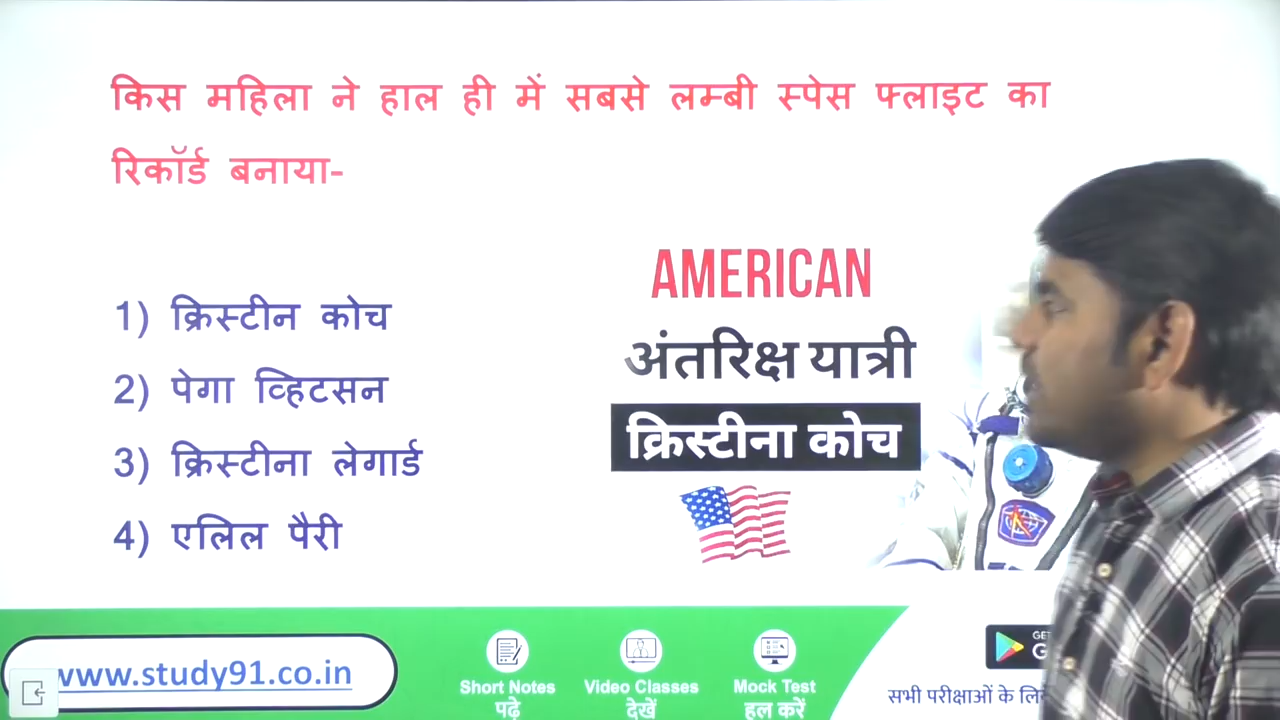 किस महिला ने हाल ही में सबसे लम्बी स्पेस फ्लाइट का
रिकॉर्ड बनाया-
1) क्रिस्टीन कोच
2) पेगा व्हिटसन
3) क्रिस्टीना लेगार्ड
4) एलिल पैरी
AMERICAN
अंतरिक्ष यात्री
क्रिस्टीना कोच
www.study91.co.in
Short Notes
पढ़े
Video Classes
देखें
Mock Test
हल करें
GET
G
सभी परीक्षाओं के लिए